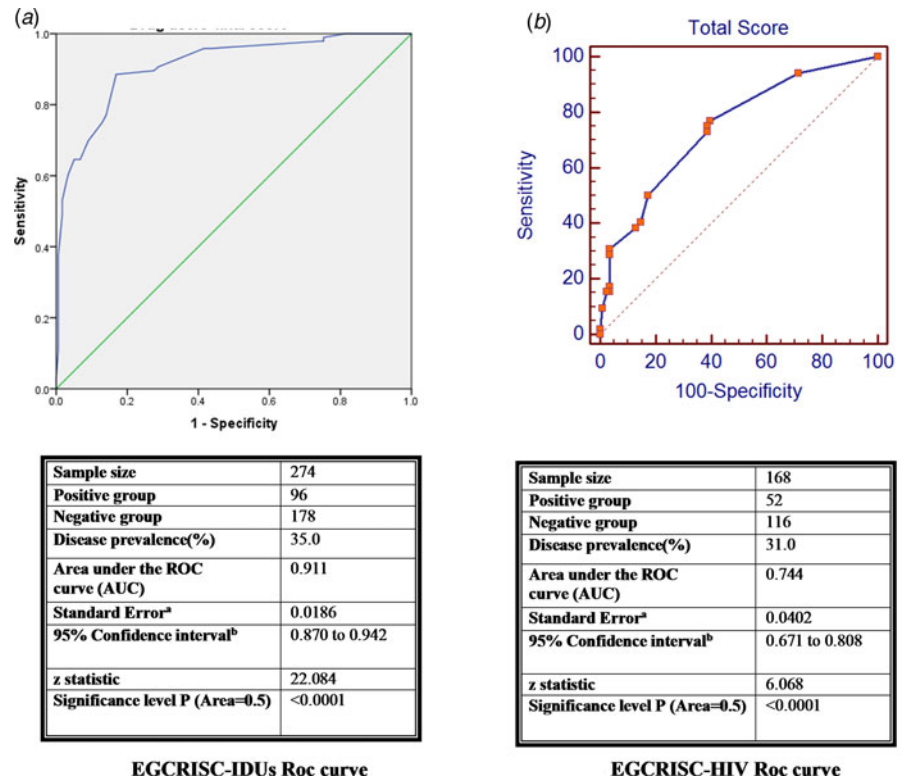 (a)
1.0
0.8
0.6
0.4
0.2
0.0
Sensitivity
0.0 0.2 0.4 0.6 0.8 1.0
1 - Specificity
Sample size 274
Positive group 96
Negative group 178
Disease prevalence(%) 35.0
Area under the ROC
curve (AUC) 0.911
Standard Errorᵃ 0.0186
95% Confidence intervalᵇ 0.870 to 0.942
z statistic 22.084
Significance level P (Area=0.5) <0.0001
EGCRISC-IDUs Roc curve
(b)
Total Score
100
80
60
40
20
0
Sensitivity
0 20 40 60 80 100
100-Specificity
Sample size 168
Positive group 52
Negative group 116
Disease prevalence(%) 31.0
Area under the ROC
curve (AUC) 0.744
Standard Errorᵃ 0.0402
95% Confidence intervalᵇ 0.671 to 0.808
z statistic 6.068
Significance level P (Area=0.5) <0.0001
EGCRISC-HIV Roc curve